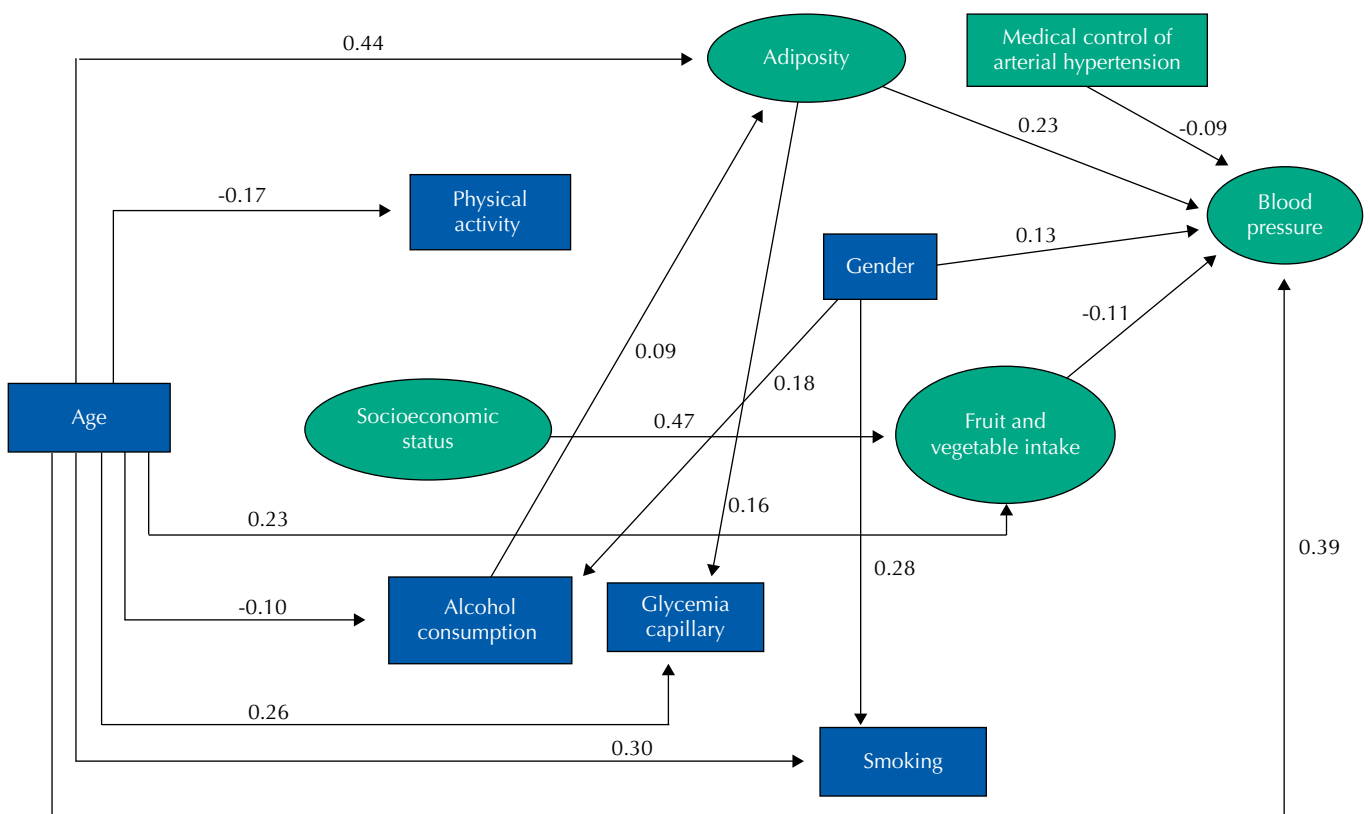 0.44
Adiposity
Medical control of
arterial hypertension
0.23
-0.09
-0.17
Physical
activity
Blood
pressure
Gender
0.13
-0.11
0.09
0.18
Age
Socioeconomic
status
0.47
Fruit and
vegetable intake
0.23
0.16
0.39
0.28
-0.10
Alcohol
consumption
Glycemia
capillary
0.26
0.30
Smoking